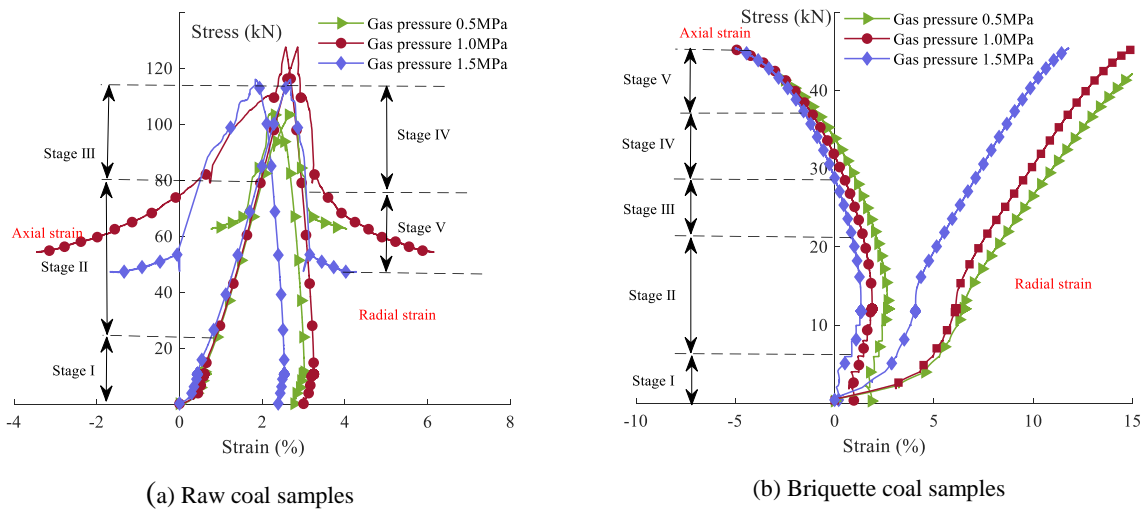 Stress (kN)
Gas pressure 0.5MPa
Gas pressure 1.0MPa
Gas pressure 1.5MPa
120
100
80
60
40
20
0
Stage III
Stage II
Stage I
Stage IV
Stage V
Axial strain
Radial strain
-4
-2
0
2
4
6
8
Strain (%)
(a) Raw coal samples
Stress (kN)
Axial strain
Gas pressure 0.5MPa
Gas pressure 1.0MPa
Gas pressure 1.5MPa
40
30
20
10
0
Stage V
Stage IV
Stage III
Stage II
Stage I
Radial strain
-10
-5
0
5
10
15
Strain (%)
(b) Briquette coal samples